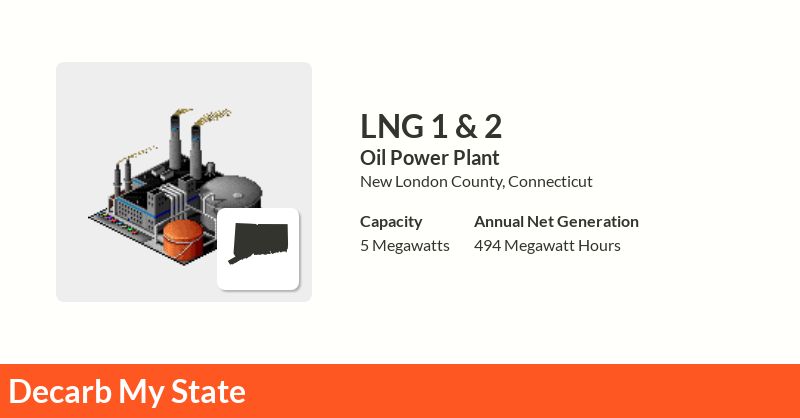 LNG 1 & 2
Oil Power Plant
New London County, Connecticut
Capacity
5 Megawatts
Annual Net Generation
494 Megawatt Hours
Decarb My State